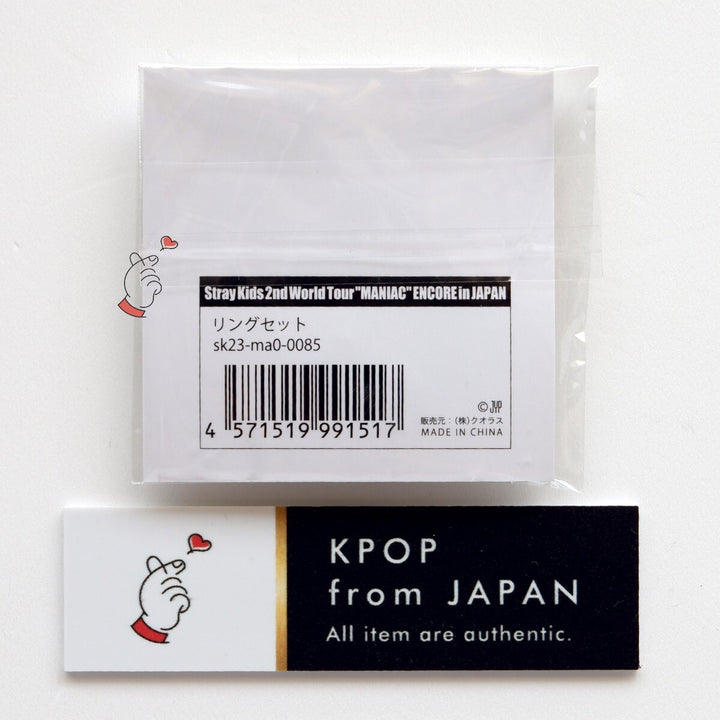 Stray Kids 2nd World Tour "MANIAC" ENCORE in JAPAN
リングセット
sk23-ma0-0085
4 571519 991517
© JYP
販売元：(株)クオラス
MADE IN CHINA
KPOP
from JAPAN
All item are authentic.